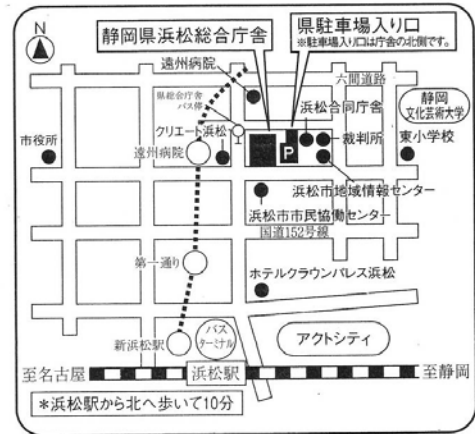 N
静岡県浜松総合庁舎
県駐車場入り口
※駐車場入り口は庁舎の北側です。
遠州病院
六間道路
県総合庁舎
バス停
浜松合同庁舎
静岡
文化芸術大学
市役所
クリエート浜松
遠州病院
P
裁判所
東小学校
浜松市地域情報センター
浜松市市民協働センター
国道152号線
第一通り
ホテルクラウンパレス浜松
新浜松駅
バス
ターミナル
アクトシティ
至名古屋
浜松駅
至静岡
*浜松駅から北へ歩いて10分